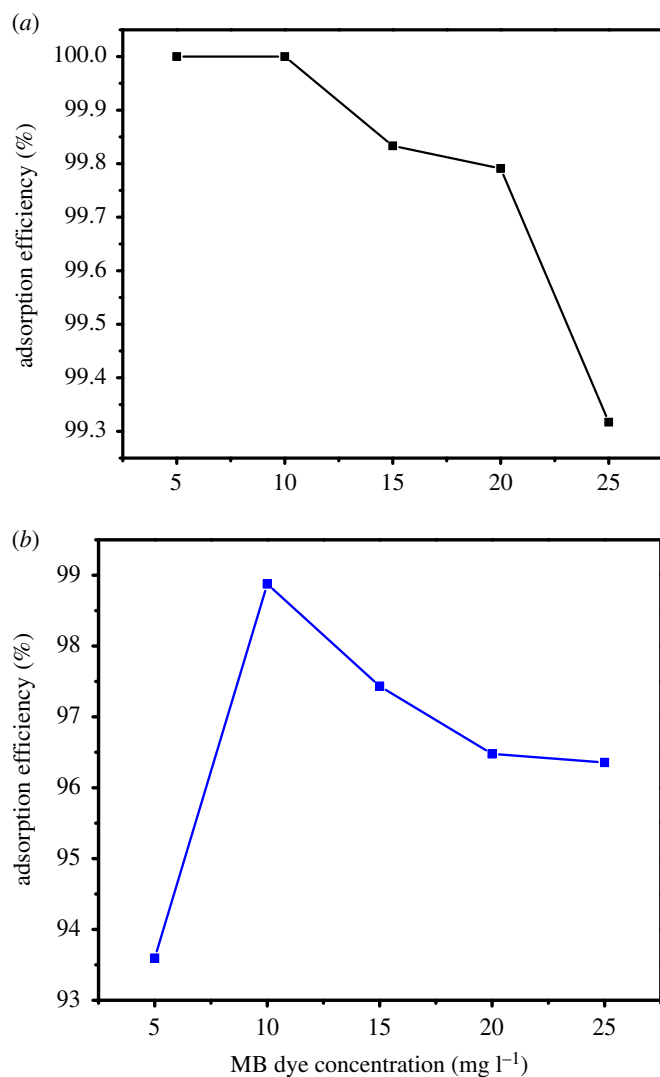 (a)
100.0
99.9
99.8
99.7
99.6
99.5
99.4
99.3
adsorption efficiency (%)
5 10 15 20 25
(b)
99
98
97
96
95
94
93
adsorption efficiency (%)
5 10 15 20 25
MB dye concentration (mg l⁻¹)